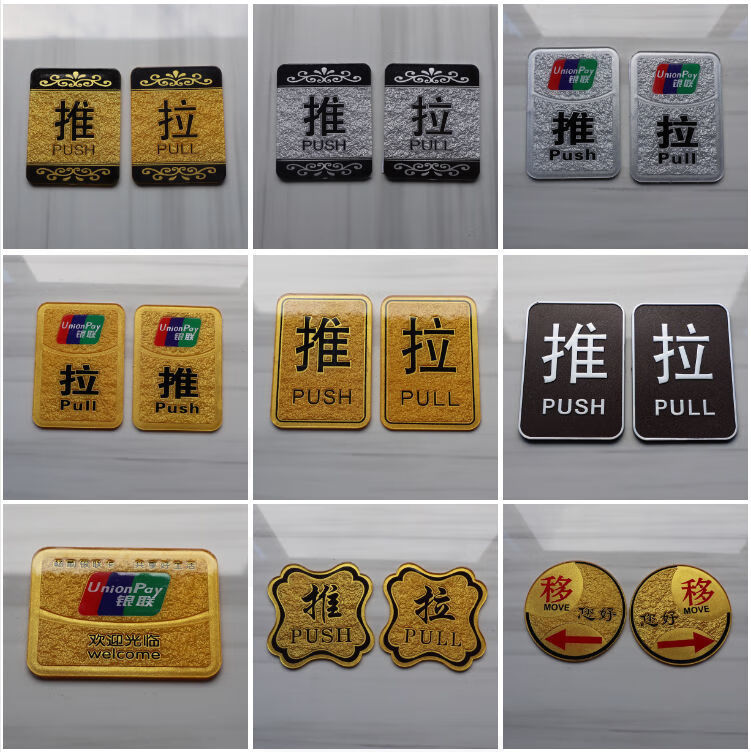 推
PUSH
拉
PULL
推
PUSH
拉
PULL
UnionPay
银联
推
Push
UnionPay
银联
拉
Pull
UnionPay
银联
拉
Pull
UnionPay
银联
推
Push
推
PUSH
拉
PULL
推
PUSH
拉
PULL
UnionPay
银联
欢迎光临
welcome
推
PUSH
拉
PULL
移
MOVE
您好
移
MOVE
您好